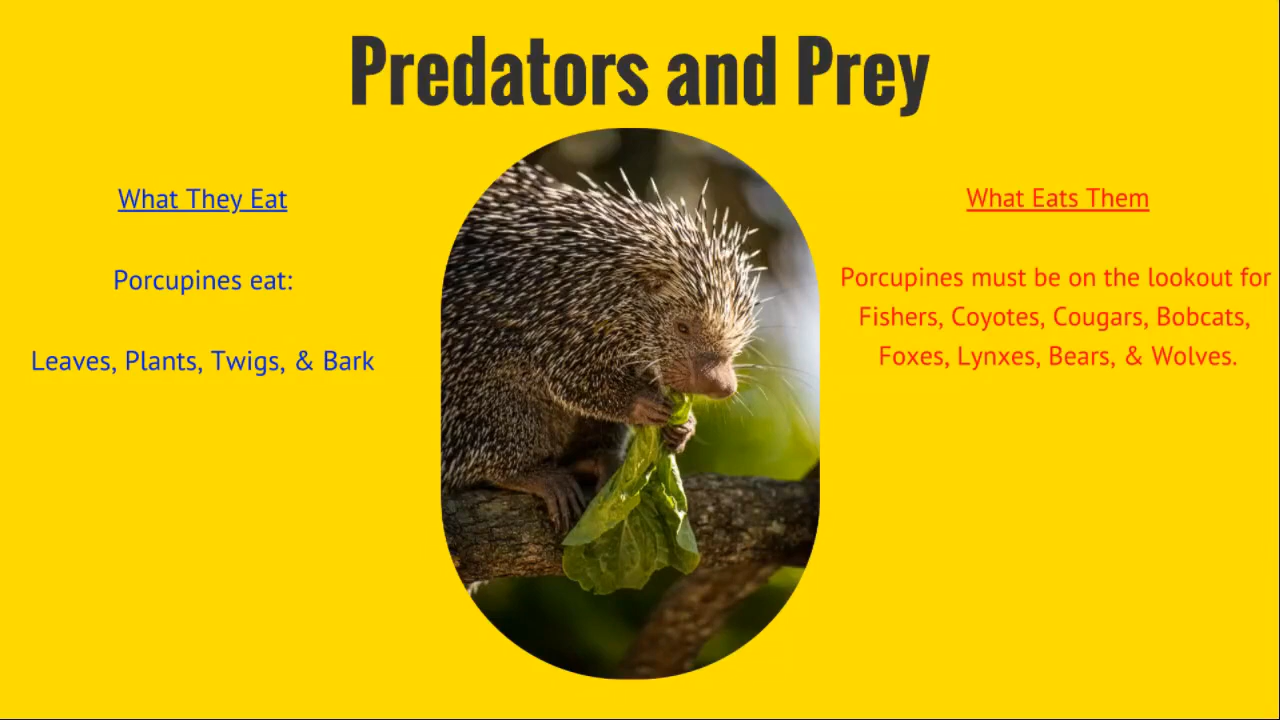 Predators and Prey
What They Eat
Porcupines eat:
Leaves, Plants, Twigs, & Bark
What Eats Them
Porcupines must be on the lookout for
Fishers, Coyotes, Cougars, Bobcats,
Foxes, Lynxes, Bears, & Wolves.